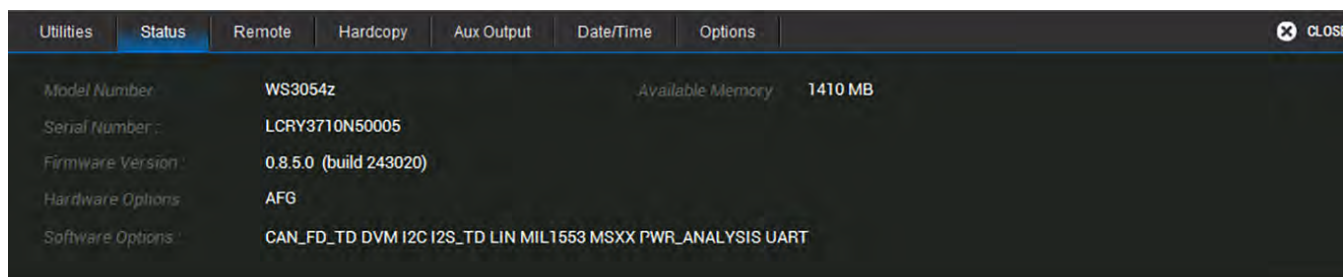 Utilities Status Remote Hardcopy Aux Output Date/Time Options CLOSE
Model Number WS3054z Available Memory 1410 MB
Serial Number : LCRY3710N50005
Firmware Version : 0.8.5.0 (build 243020)
Hardware Options AFG
Software Options : CAN_FD_TD DVM I2C I2S_TD LIN MIL1553 MSXX PWR_ANALYSIS UART